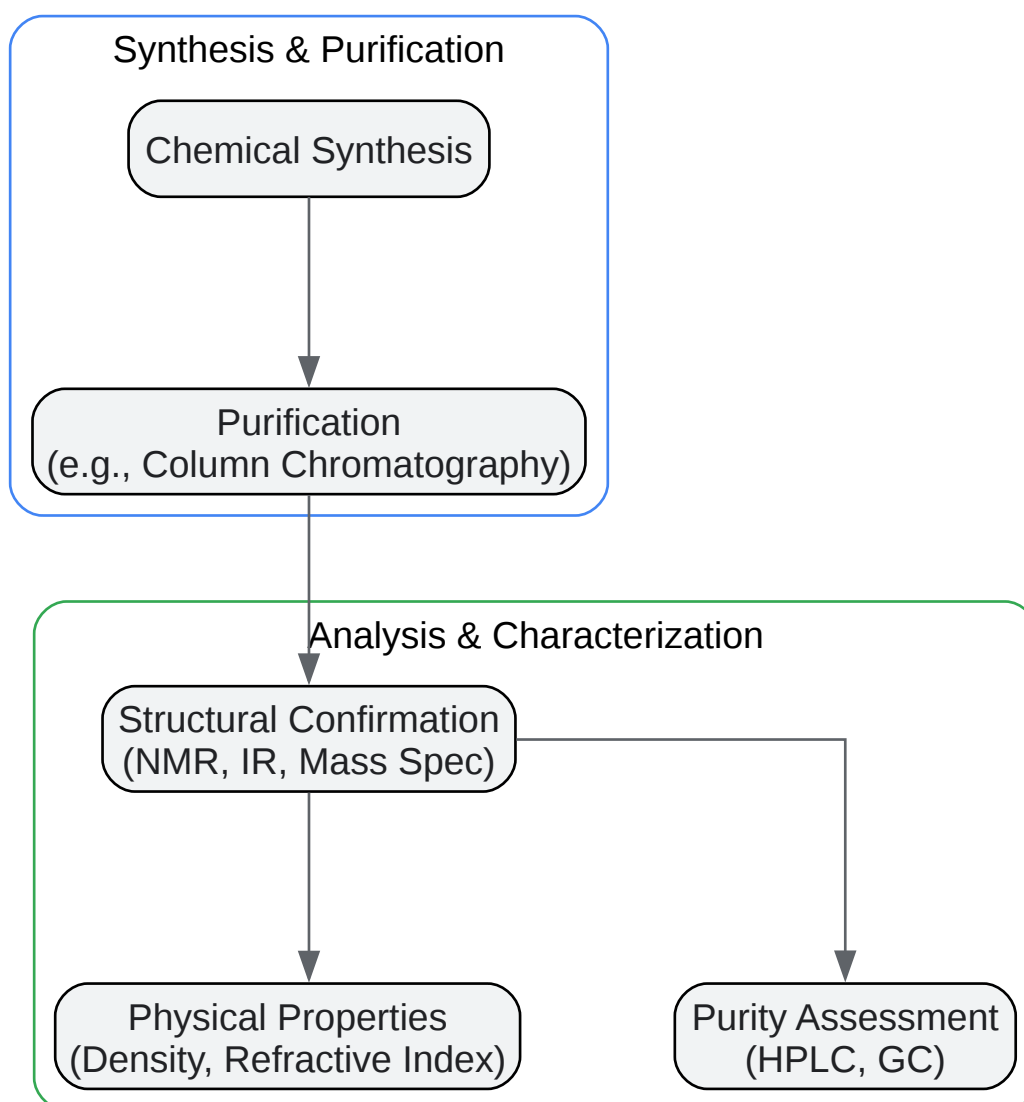 Synthesis & Purification
Chemical Synthesis
Purification
(e.g., Column Chromatography)
Analysis & Characterization
Structural Confirmation
(NMR, IR, Mass Spec)
Physical Properties
(Density, Refractive Index)
Purity Assessment
(HPLC, GC)